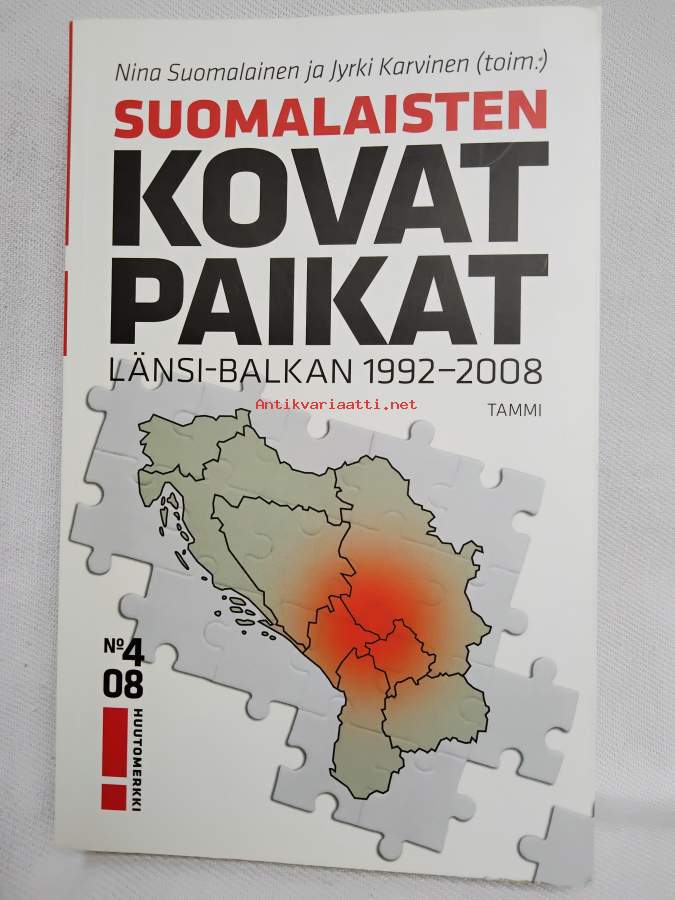 Nina Suomalainen ja Jyrki Karvinen (toim.)
SUOMALAISTEN
KOVAT
PAIKAT
LÄNSI-BALKAN 1992–2008
Antikvariaatti.net
TAMMI
Nº4
08
HUUTOMERKKI